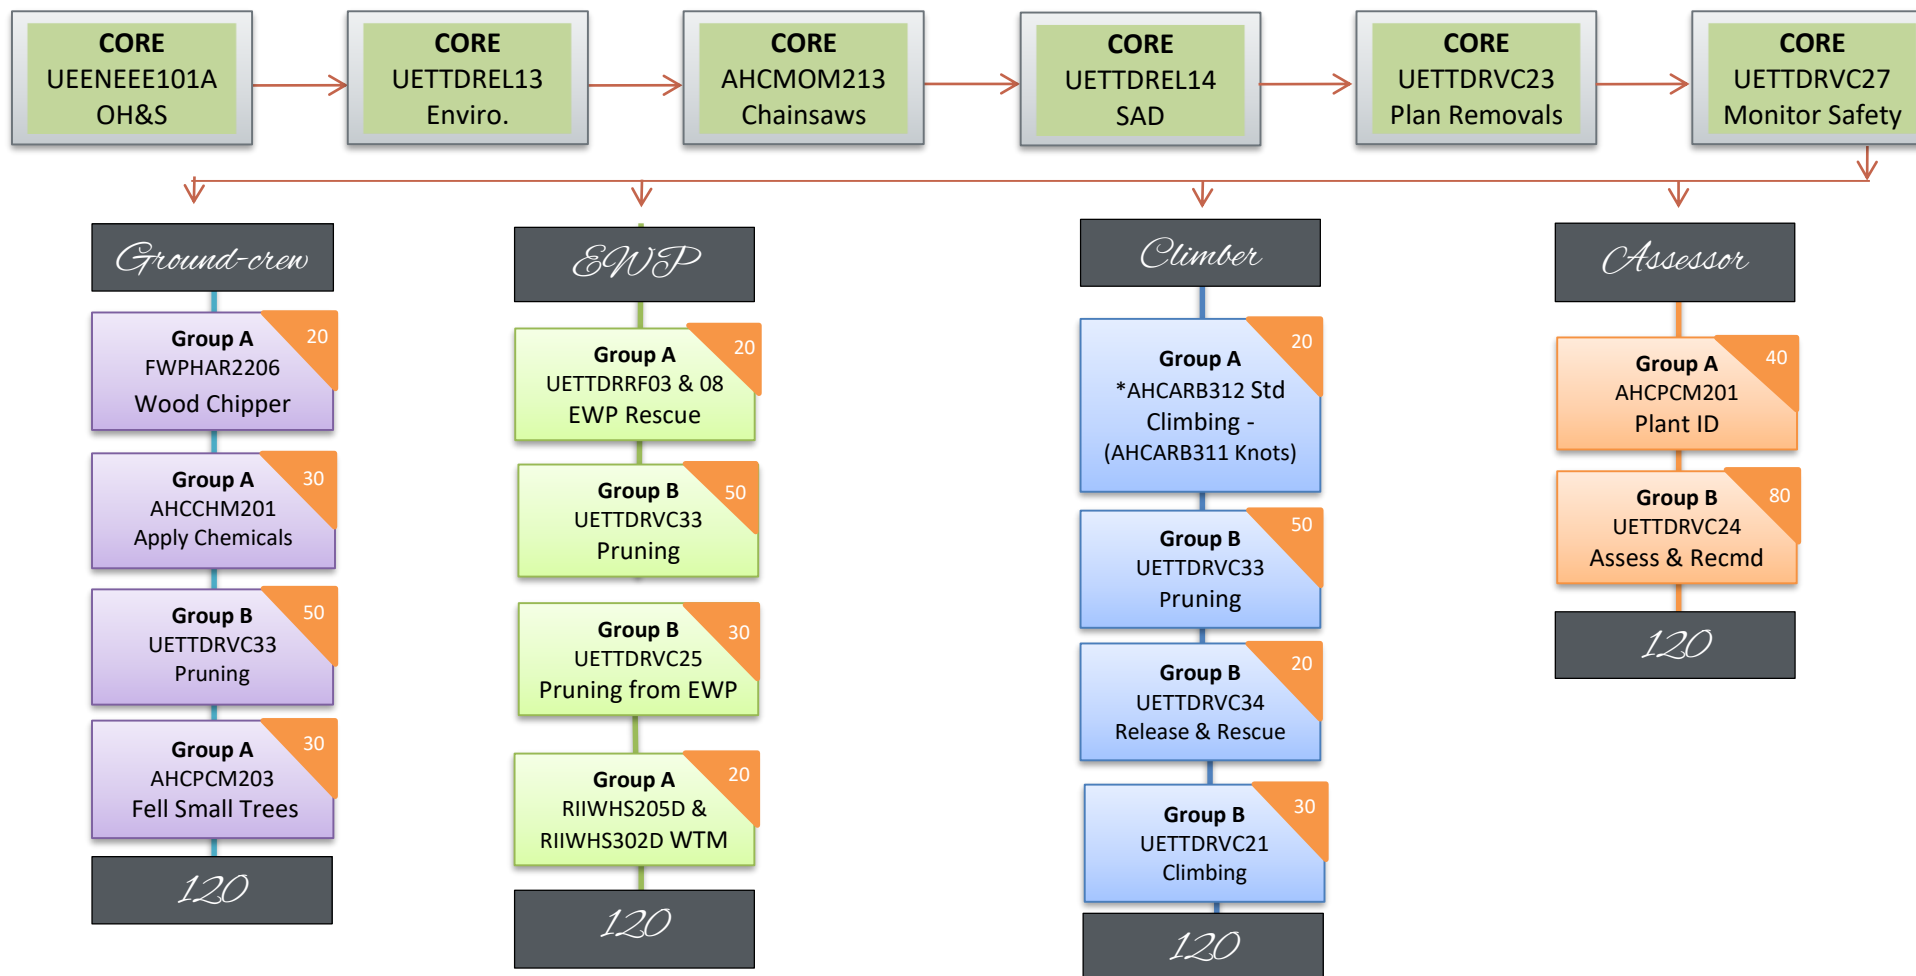 CORE
UEENEEE101A
OH&S
CORE
UETTDREL13
Enviro.
CORE
AHCMOM213
Chainsaws
CORE
UETTDREL14
SAD
CORE
UETTDRVC23
Plan Removals
CORE
UETTDRVC27
Monitor Safety
Ground-crew
Group A
20
FWPHAR2206
Wood Chipper
Group A
30
AHCCHM201
Apply Chemicals
Group B
50
UETTDRVC33
Pruning
Group A
30
AHCPCM203
Fell Small Trees
120
EWP
Group A
20
UETTDRRF03 & 08
EWP Rescue
Group B
50
UETTDRVC33
Pruning
Group B
30
UETTDRVC25
Pruning from EWP
Group A
20
RIIWHS205D &
RIIWHS302D WTM
120
Climber
Group A
20
*AHCARB312 Std
Climbing -
(AHCARB311 Knots)
Group B
50
UETTDRVC33
Pruning
Group B
20
UETTDRVC34
Release & Rescue
Group B
30
UETTDRVC21
Climbing
120
Assessor
Group A
40
AHCPCM201
Plant ID
Group B
80
UETTDRVC24
Assess & Recmd
120